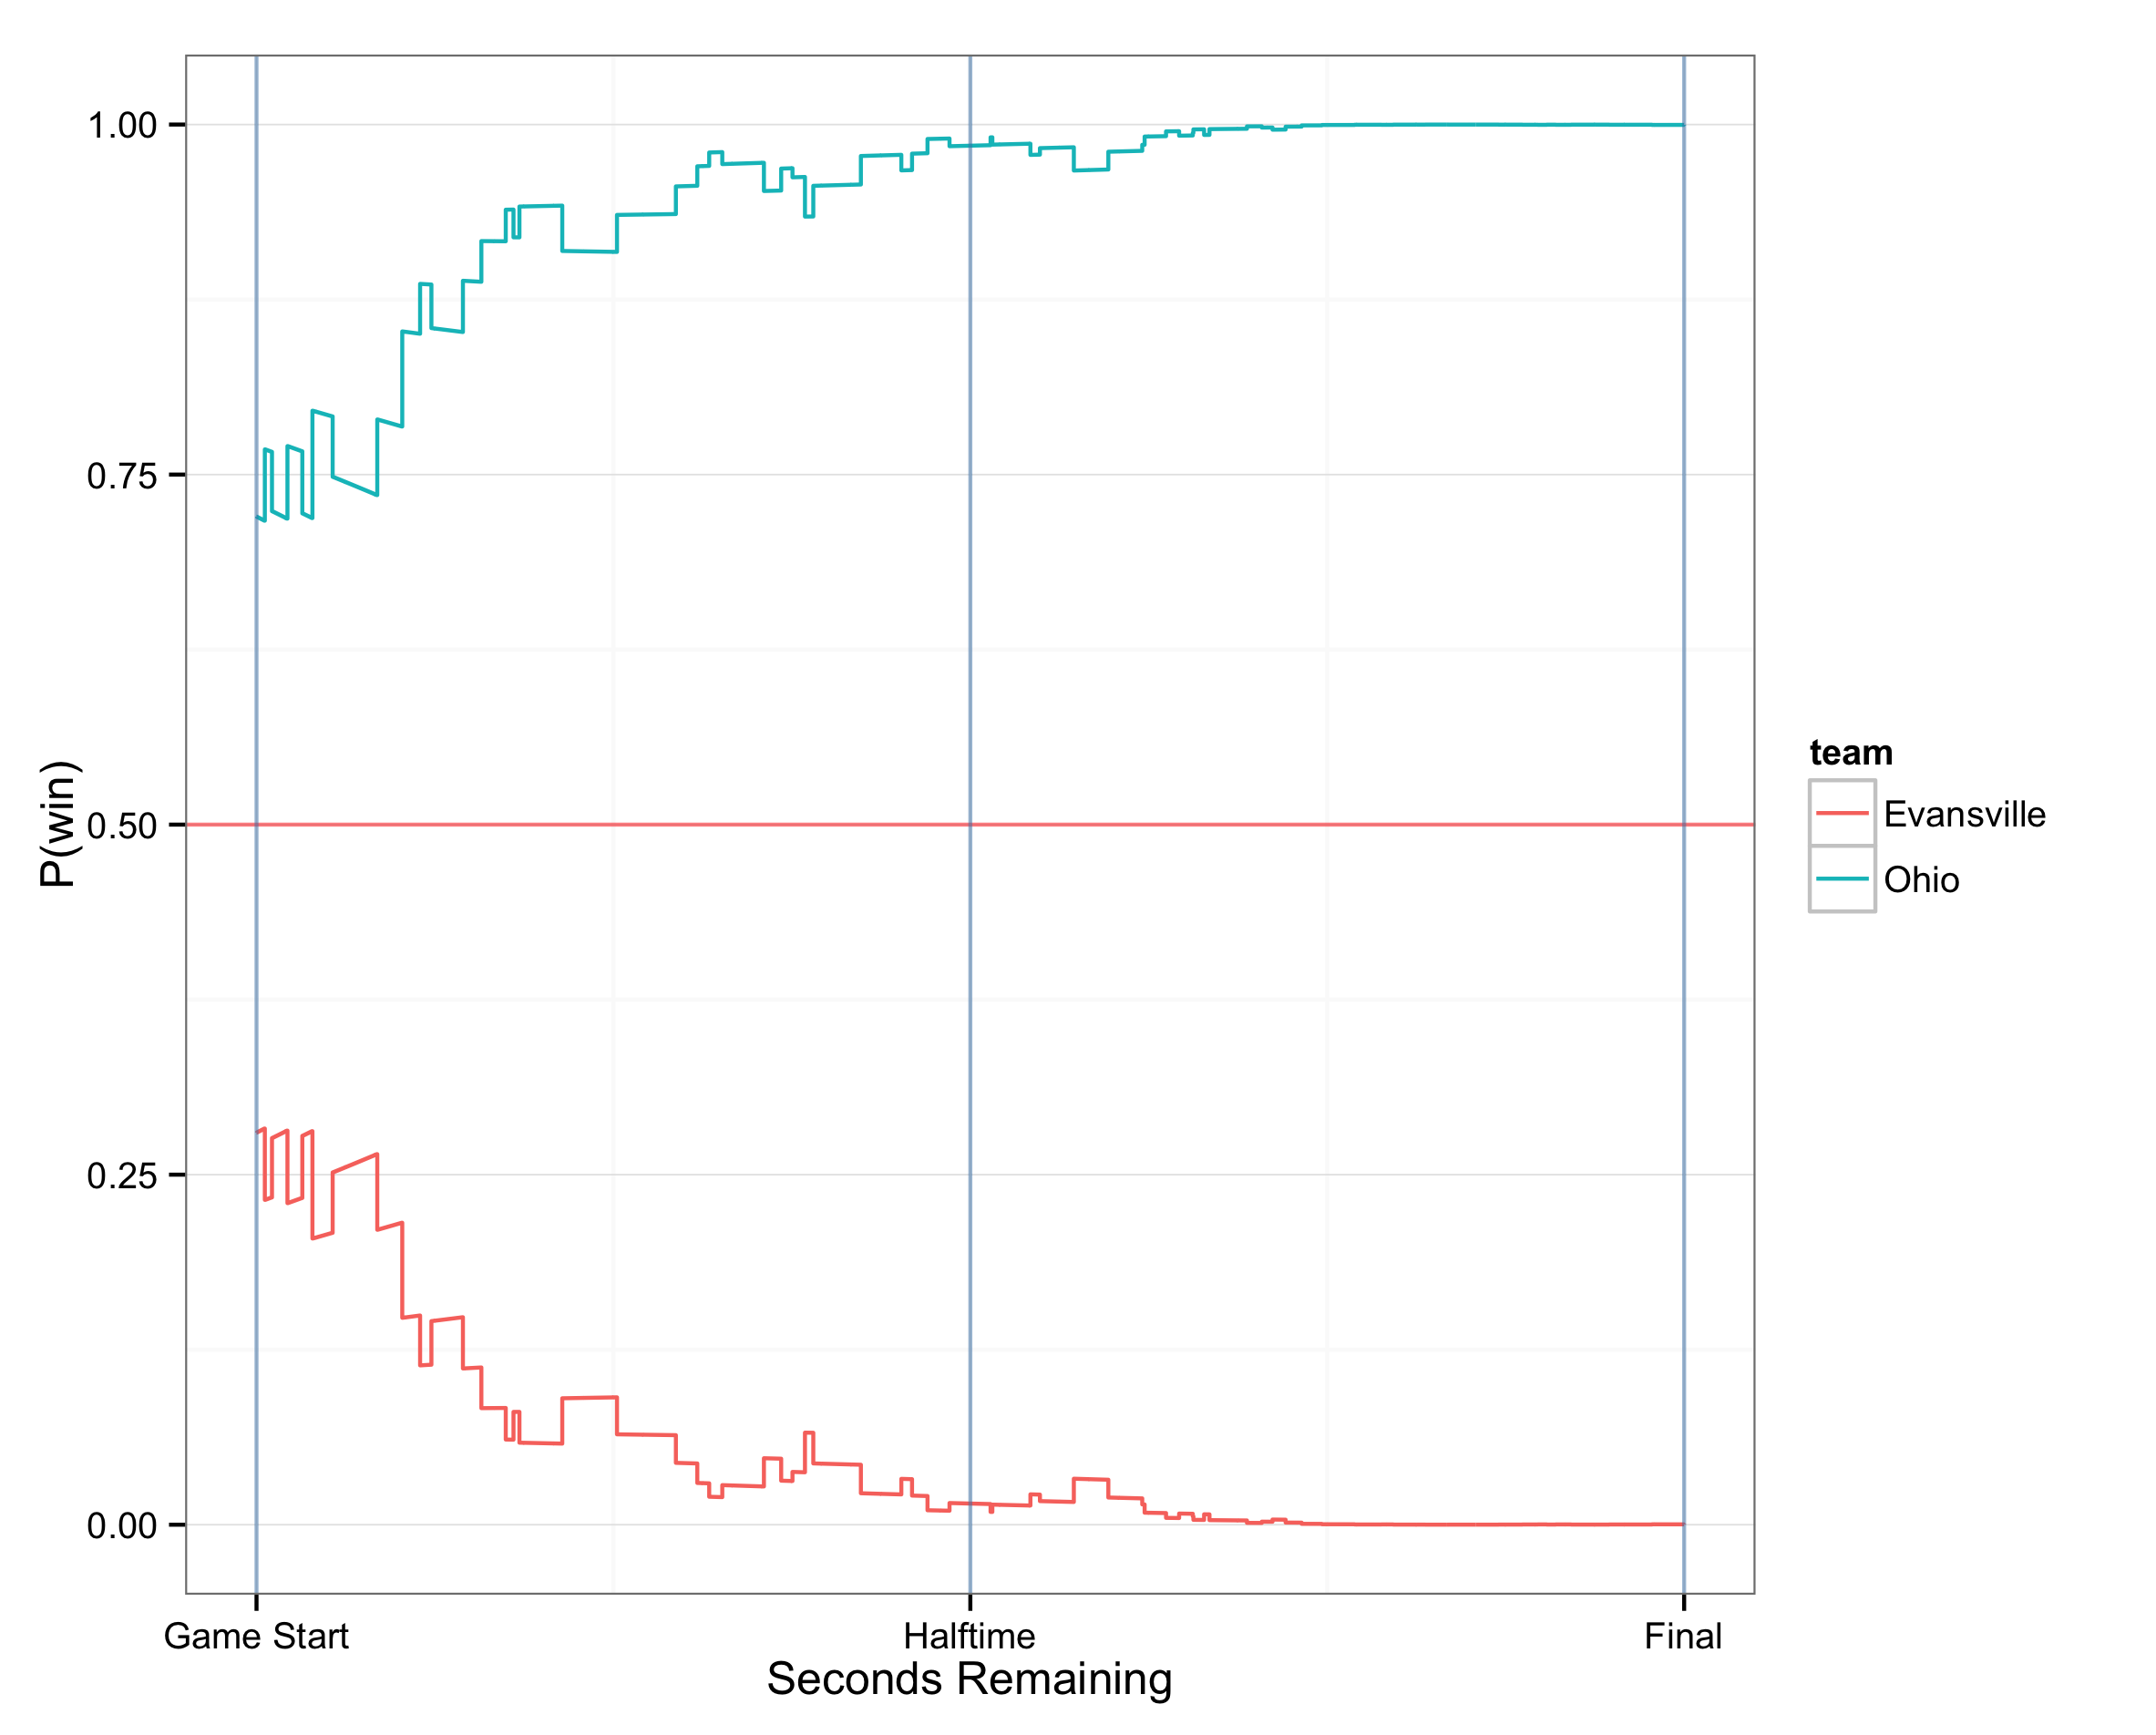 1.00
0.75
0.50
0.25
0.00
P(win)
Game Start
Halftime
Final
Seconds Remaining
team
Evansville
Ohio